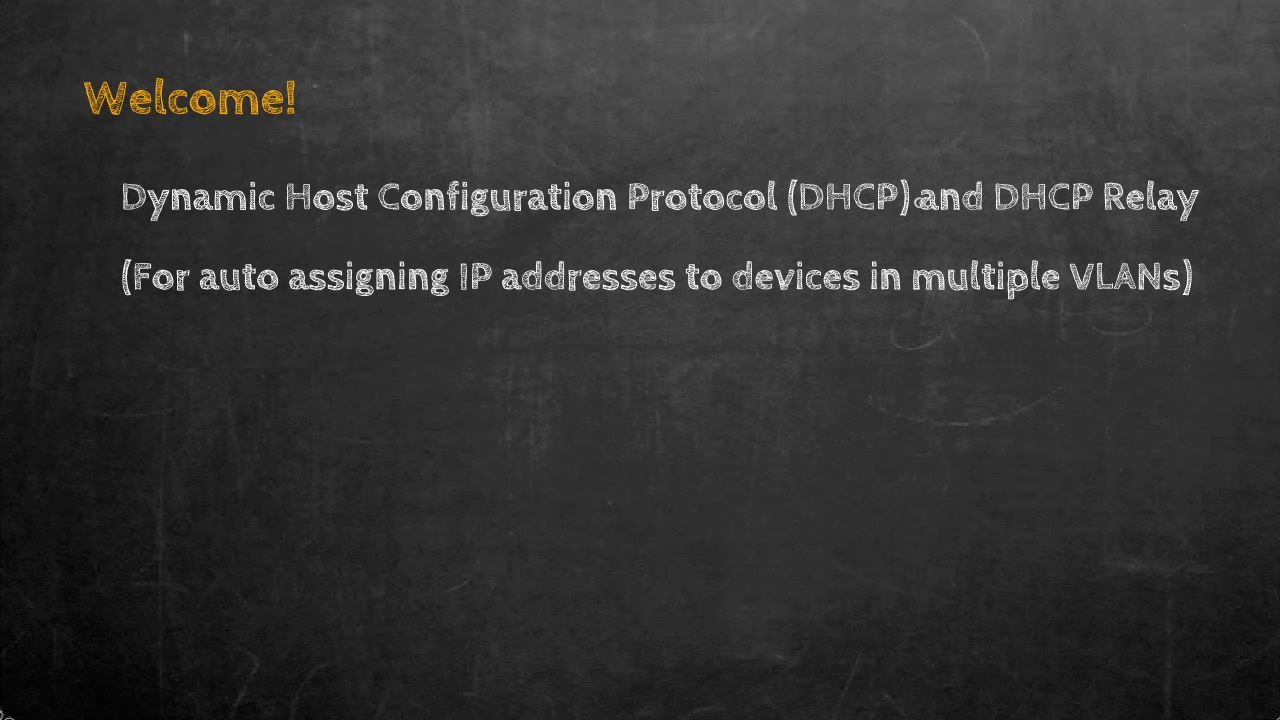 Welcome!
Dynamic Host Configuration Protocol (DHCP)and DHCP Relay
(For auto assigning IP addresses to devices in multiple VLANs)